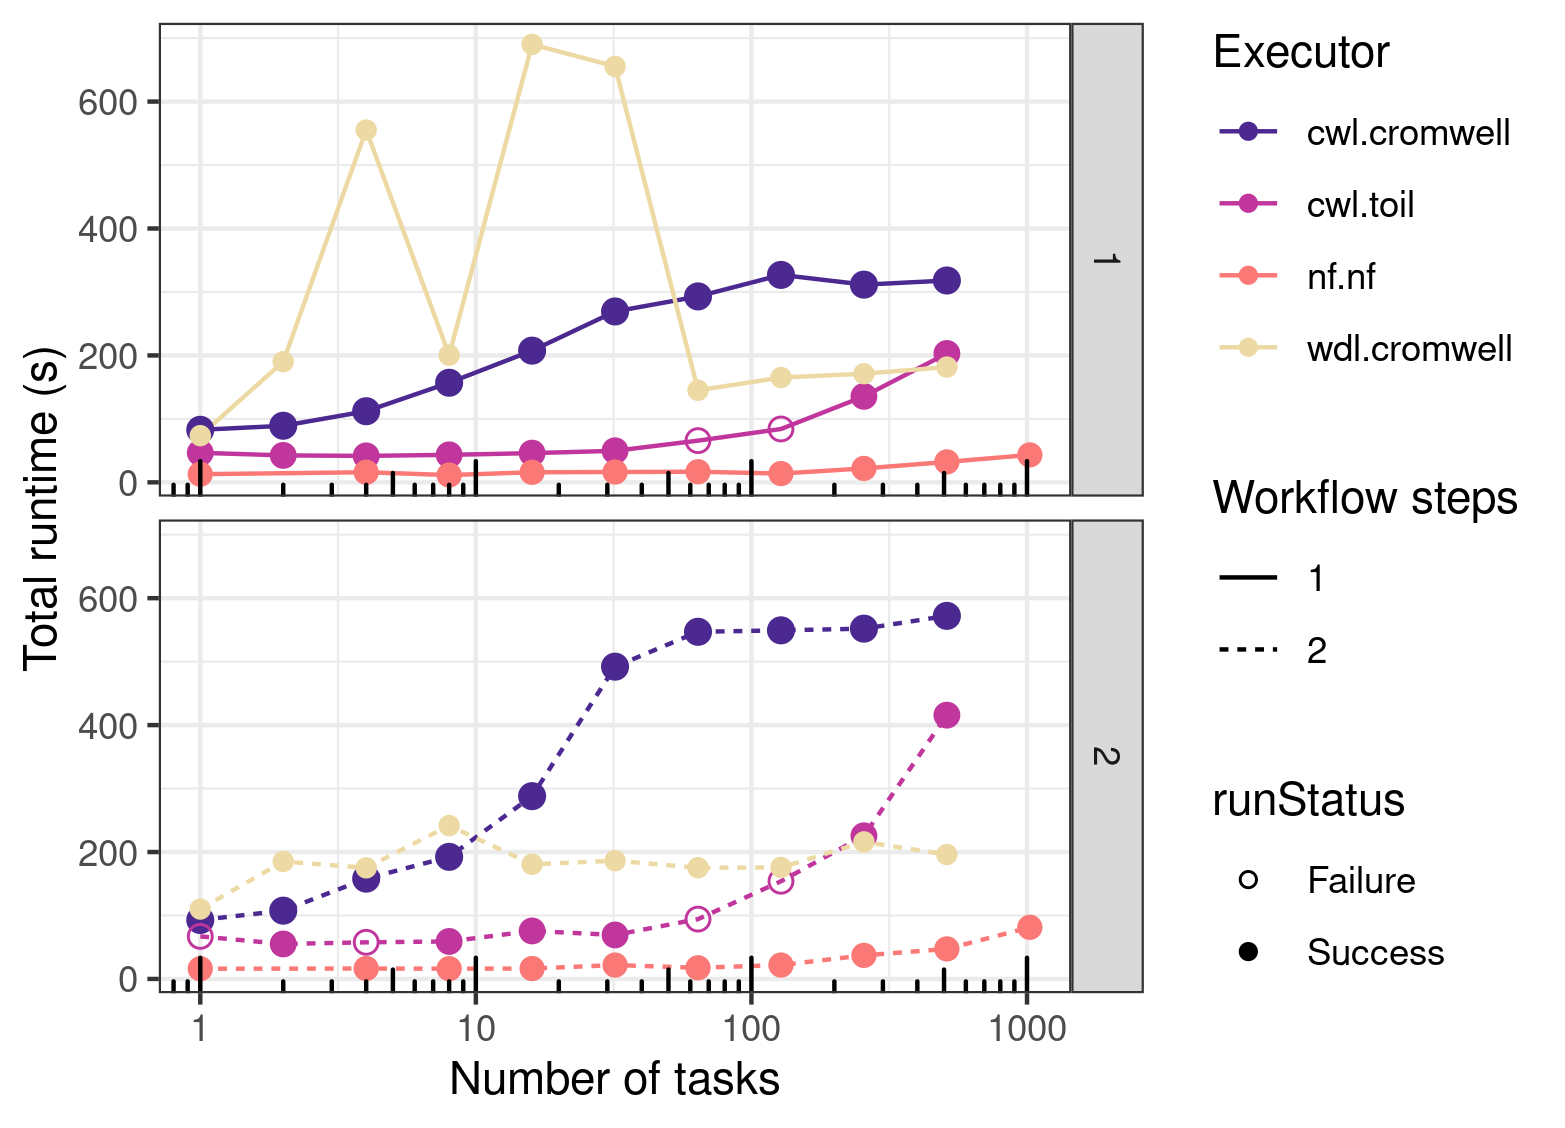 Total runtime (s)
600
400
200
0
1
600
400
200
0
2
1
10
100
1000
Number of tasks
Executor
cwl.cromwell
cwl.toil
nf.nf
wdl.cromwell
Workflow steps
1
2
runStatus
Failure
Success